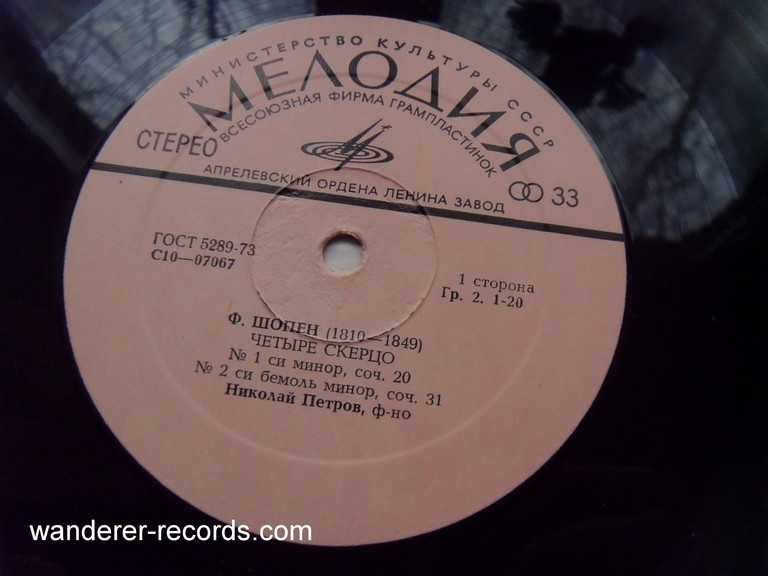 МИНИСТЕРСТВО КУЛЬТУРЫ СССР
МЕЛОДИЯ
ВСЕСОЮЗНАЯ ФИРМА ГРАМПЛАСТИНОК
СТЕРЕО
АПРЕЛЕВСКИЙ ОРДЕНА ЛЕНИНА ЗАВОД
33
ГОСТ 5289-73
С10—07067
1 сторона
Гр. 2. 1-20
Ф. ШОПЕН (1810—1849)
ЧЕТЫРЕ СКЕРЦО
№ 1 си минор, соч. 20
№ 2 си бемоль минор, соч. 31
Николай Петров, ф-но
wanderer-records.com